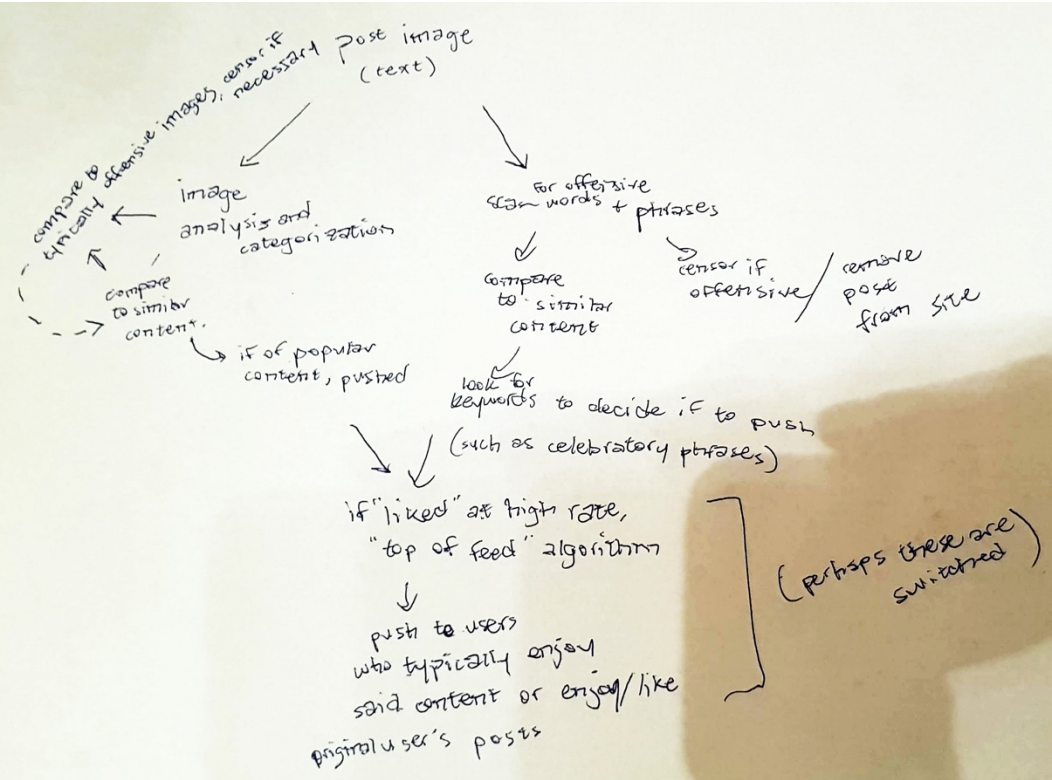 post image
(text)
compare to
typically offensive images, censor if
necessary
image
analysis and
categorization
compare
to similar
content.
if of popular
content, pushed
for offensive
scan words + phrases
compare
to similar
content
censor if
offensive / remove
post
from site
look for
keywords to decide if to push
(such as celebratory phrases)
if "liked" at high rate,
"top of feed" algorithm
push to users
who typically enjoy
said content or enjoy/like
original user's posts
(perhaps these are
switched)